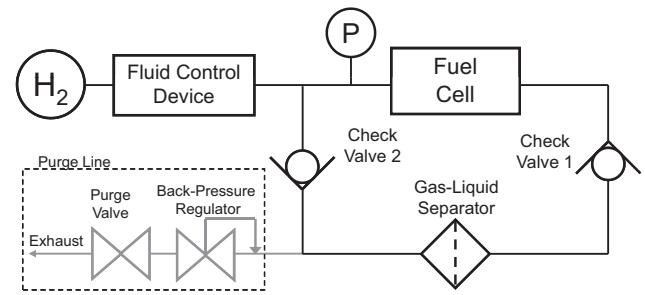 P
H2
Fluid Control
Device
Fuel
Cell
Check
Valve 2
Check
Valve 1
Purge Line
Purge
Valve
Back-Pressure
Regulator
Gas-Liquid
Separator
Exhaust